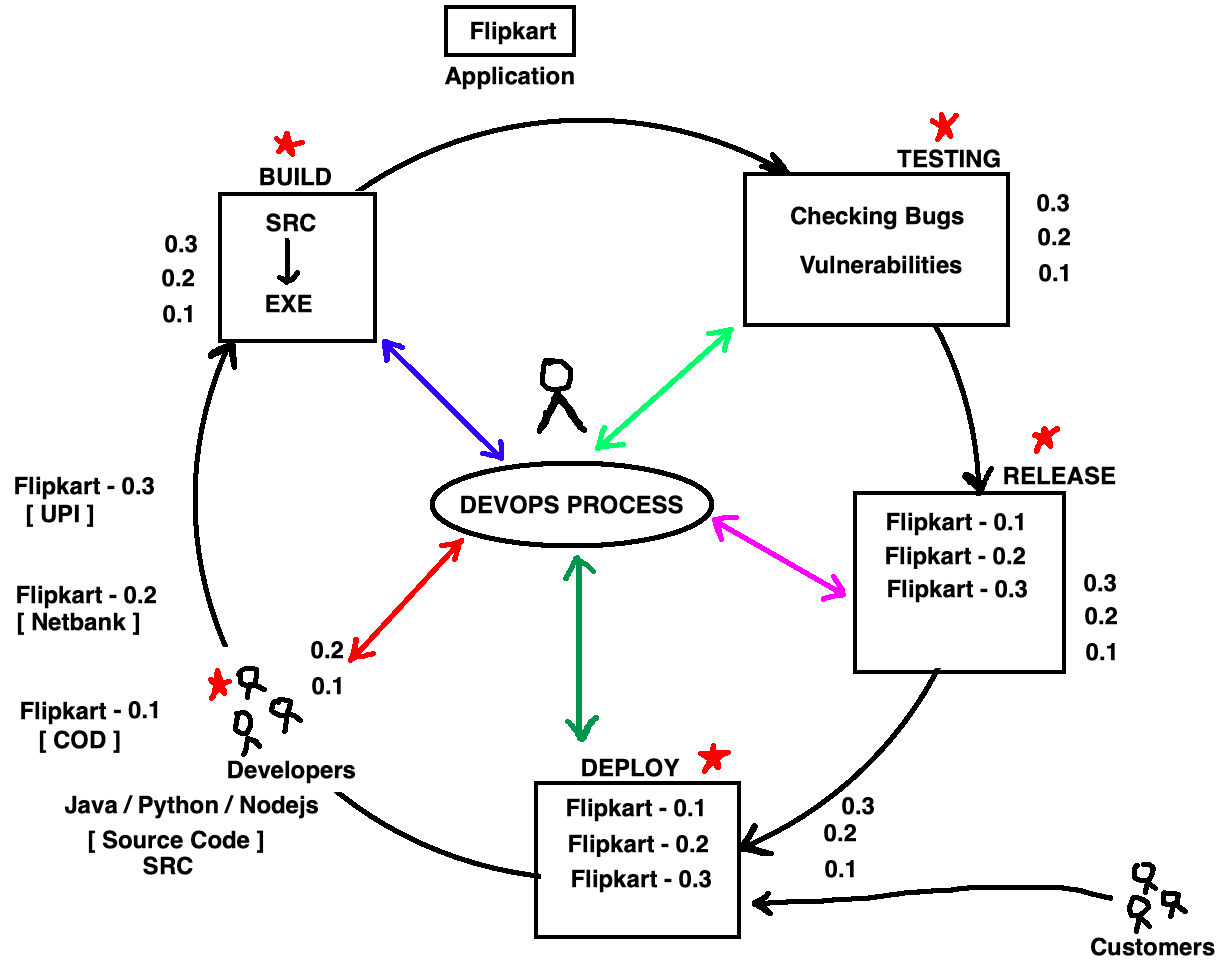 Flipkart
Application
BUILD
SRC
EXE
0.3
0.2
0.1
TESTING
Checking Bugs
Vulnerabilities
0.3
0.2
0.1
DEVOPS PROCESS
RELEASE
Flipkart - 0.1
Flipkart - 0.2
Flipkart - 0.3
0.3
0.2
0.1
Flipkart - 0.3
[ UPI ]
Flipkart - 0.2
[ Netbank ]
Flipkart - 0.1
[ COD ]
0.2
0.1
Developers
Java / Python / Nodejs
[ Source Code ]
SRC
DEPLOY
Flipkart - 0.1
Flipkart - 0.2
Flipkart - 0.3
0.3
0.2
0.1
Customers